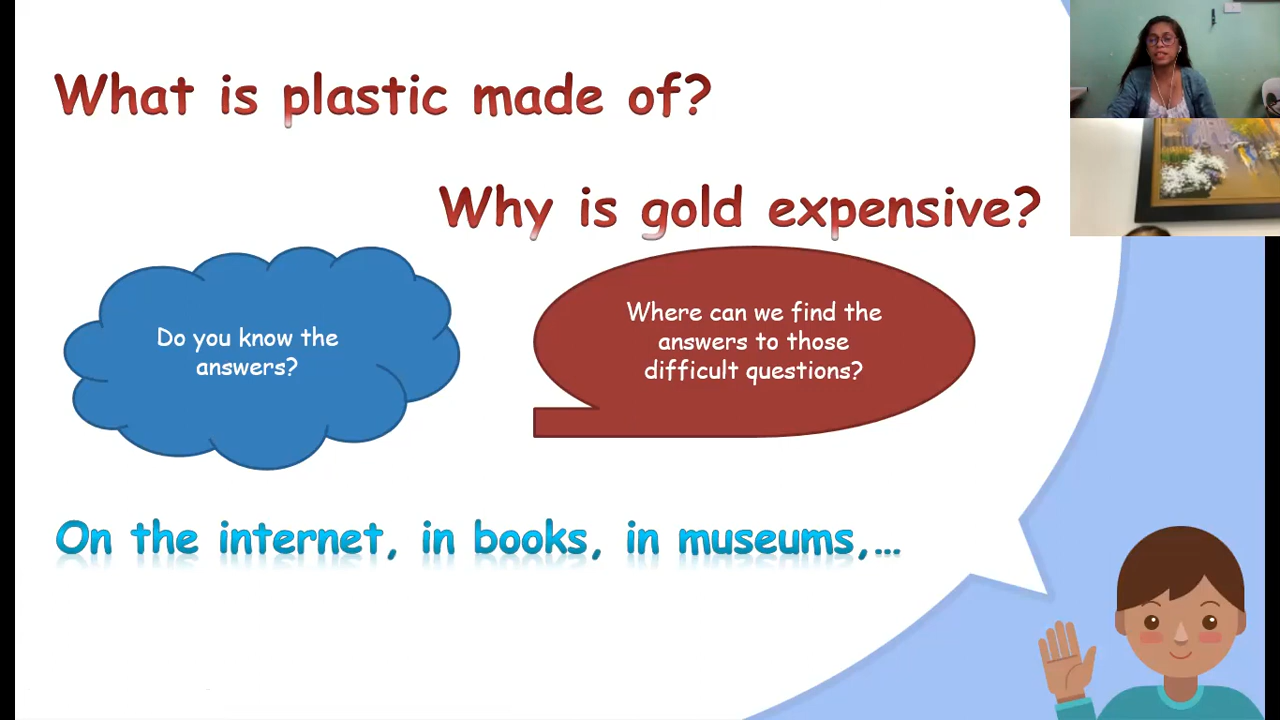 What is plastic made of?
Why is gold expensive?
Do you know the
answers?
Where can we find the
answers to those
difficult questions?
On the internet, in books, in museums,...